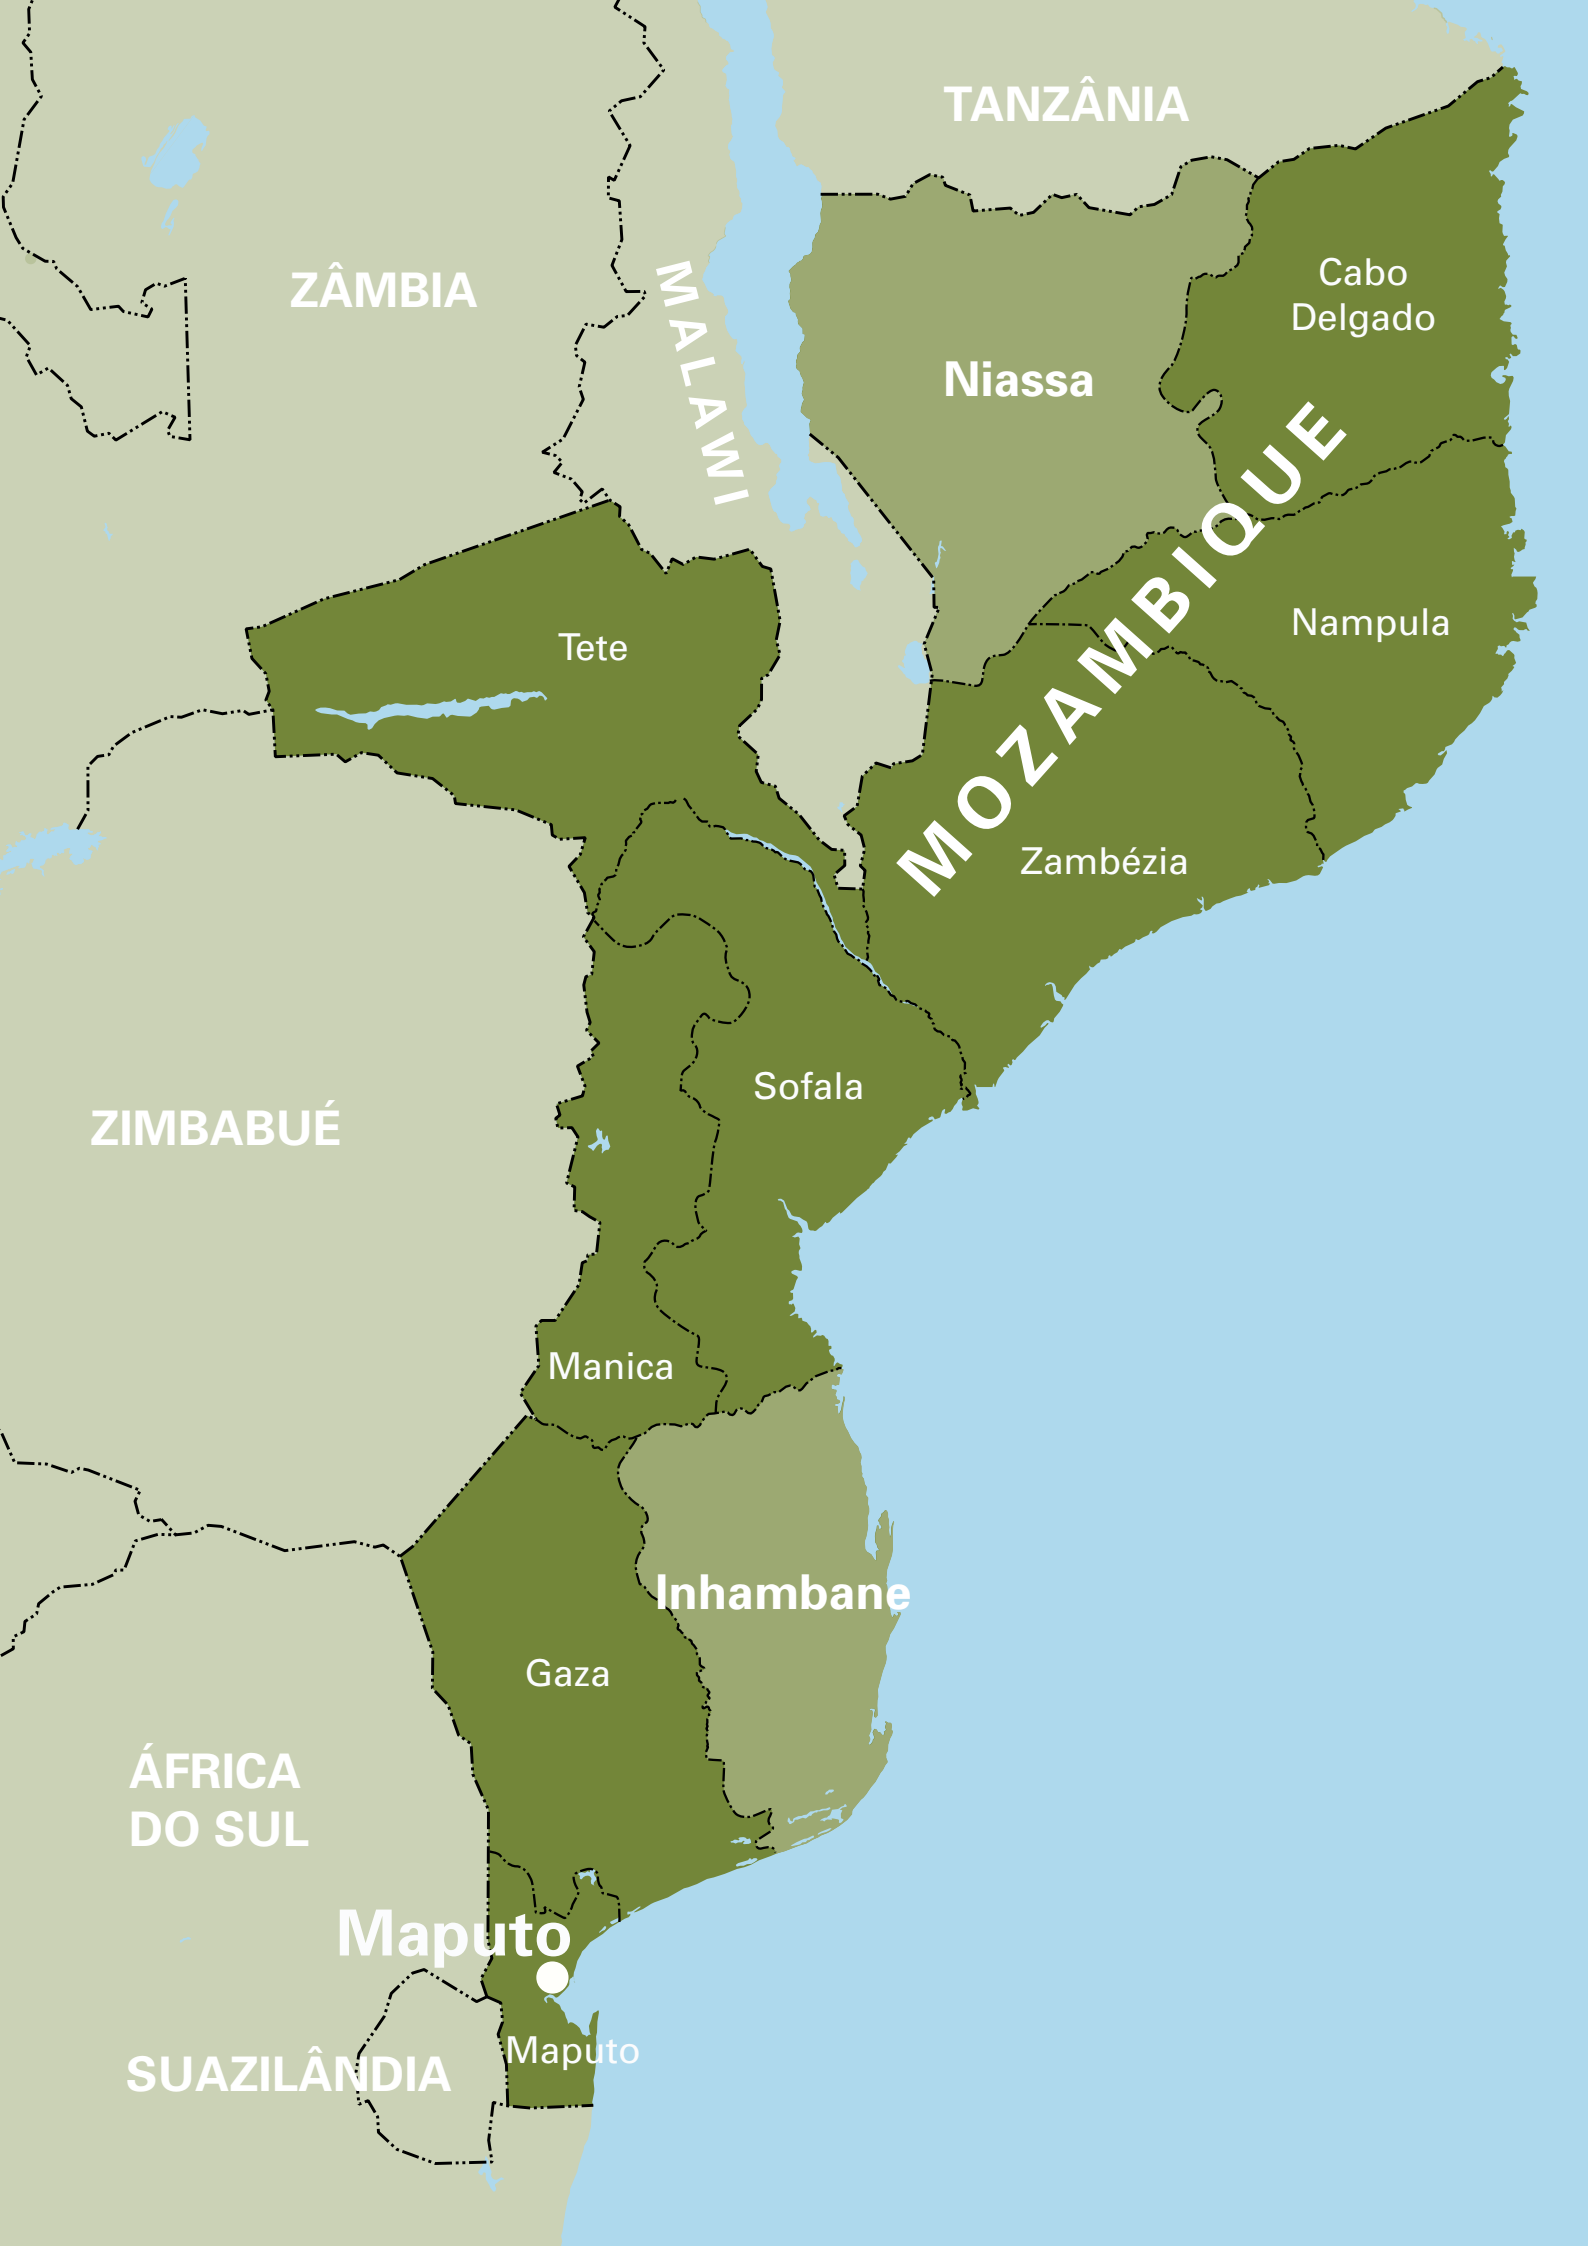 TANZÂNIA
ZÂMBIA
MALAWI
Cabo
Delgado
Niassa
MOZAMBIQUE
Nampula
Tete
Zambézia
Sofala
ZIMBABUÉ
Manica
Inhambane
Gaza
ÁFRICA
DO SUL
Maputo
Maputo
SUAZILÂNDIA